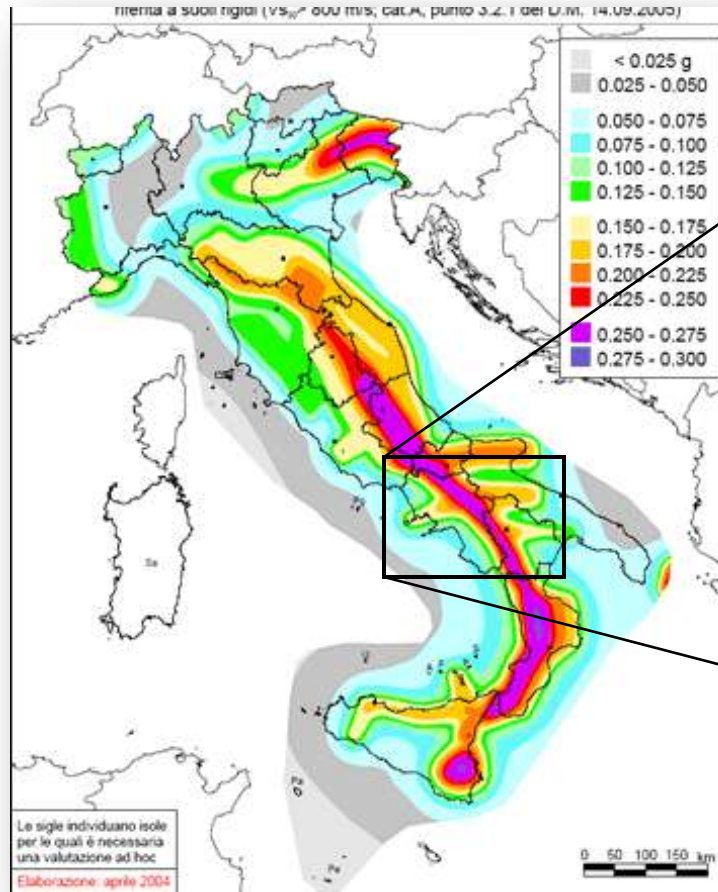 riferita a suoli rigidi (Vs₃₀> 800 m/s; cat.A, punto 3.2.1 del D.M. 14.09.2005)
< 0.025 g
0.025 - 0.050
0.050 - 0.075
0.075 - 0.100
0.100 - 0.125
0.125 - 0.150
0.150 - 0.175
0.175 - 0.200
0.200 - 0.225
0.225 - 0.250
0.250 - 0.275
0.275 - 0.300
Sa
Pa
Pe
Le sigle individuano isole
per le quali è necessaria
una valutazione ad hoc
Elaborazione: aprile 2004
0 50 100 150 km